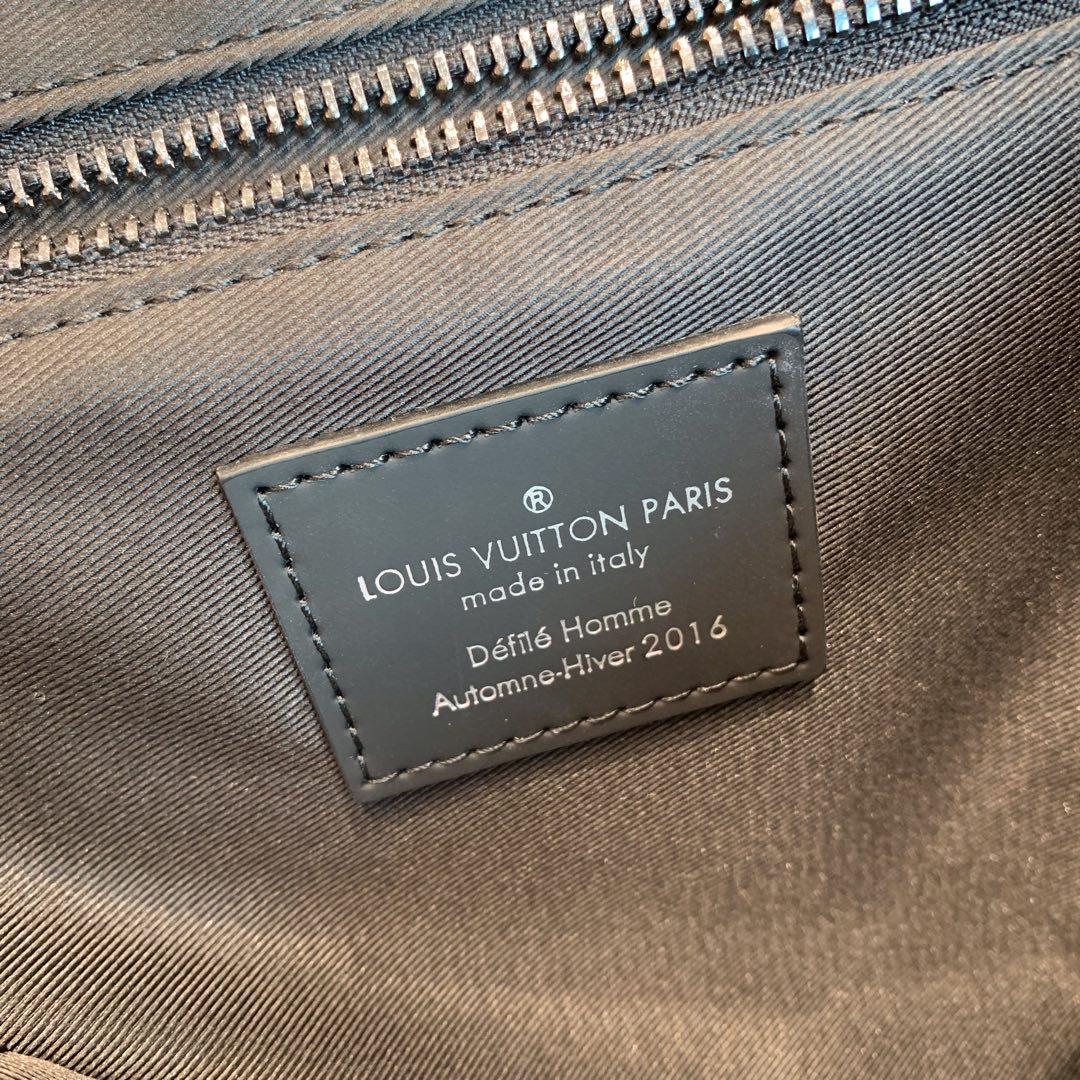 ®
LOUIS VUITTON PARIS
made in italy
Défilé Homme
Automne-Hiver 2016